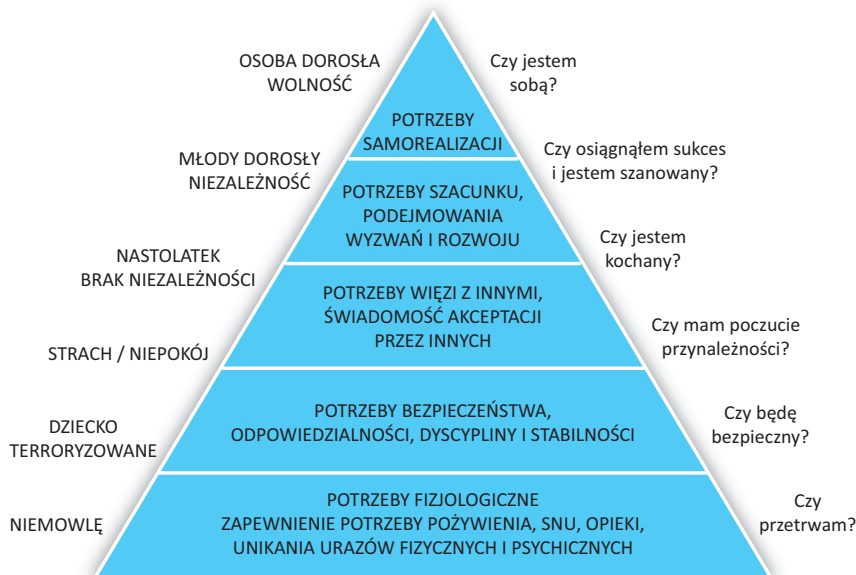 OSOBA DOROSŁA
WOLNOŚĆ
Czy jestem
sobą?
POTRZEBY
SAMOREALIZACJI
MŁODY DOROSŁY
NIEZALEŻNOŚĆ
Czy osiągnąłem sukces
i jestem szanowany?
POTRZEBY SZACUNKU,
PODEJMOWANIA
WYZWAŃ I ROZWOJU
NASTOLATEK
BRAK NIEZALEŻNOŚCI
Czy jestem
kochany?
POTRZEBY WIĘZI Z INNYMI,
ŚWIADOMOŚĆ AKCEPTACJI
PRZEZ INNYCH
STRACH / NIEPOKÓJ
Czy mam poczucie
przynależności?
POTRZEBY BEZPIECZEŃSTWA,
ODPOWIEDZIALNOŚCI, DYSCYPLINY I STABILNOŚCI
DZIECKO
TERRORYZOWANE
Czy będę
bezpieczny?
POTRZEBY FIZJOLOGICZNE
ZAPEWNIENIE POTRZEBY POŻYWIENIA, SNU, OPIEKI,
UNIKANIA URAZÓW FIZYCZNYCH I PSYCHICZNYCH
NIEMOWLĘ
Czy
przetrwam?